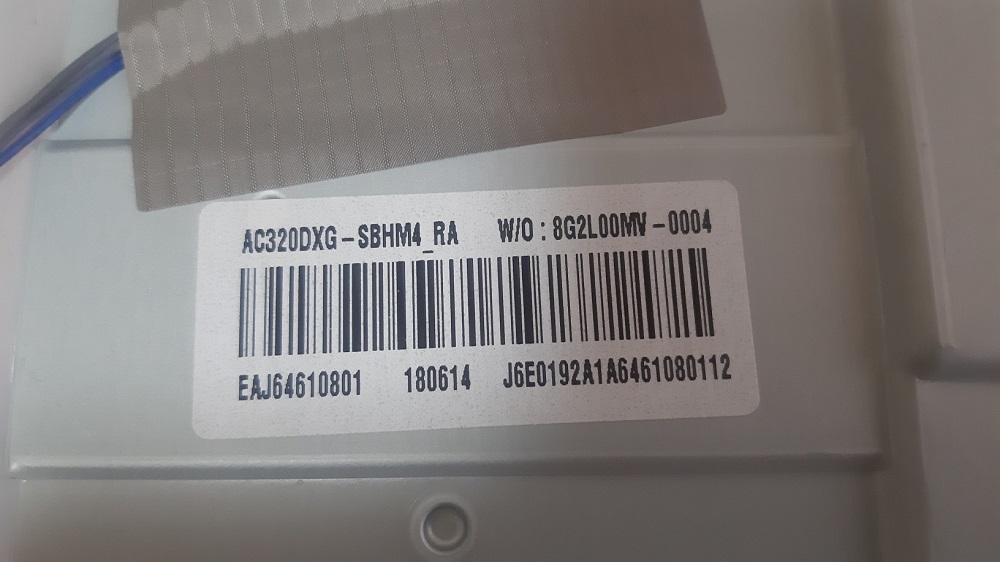 AC320DXG-SBHM4_RA W/O : 8G2L00MV-0004
EAJ64610801 180614 J6E0192A1A6461080112